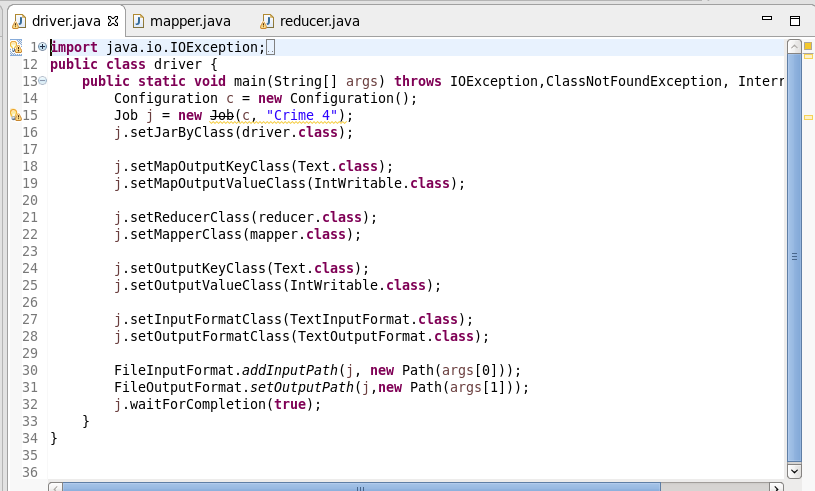 driver.java mapper.java reducer.java
1 import java.io.IOException;
12 public class driver {
13 public static void main(String[] args) throws IOException,ClassNotFoundException, Interr
14 Configuration c = new Configuration();
15 Job j = new Job(c, "Crime 4");
16 j.setJarByClass(driver.class);
17
18 j.setMapOutputKeyClass(Text.class);
19 j.setMapOutputValueClass(IntWritable.class);
20
21 j.setReducerClass(reducer.class);
22 j.setMapperClass(mapper.class);
23
24 j.setOutputKeyClass(Text.class);
25 j.setOutputValueClass(IntWritable.class);
26
27 j.setInputFormatClass(TextInputFormat.class);
28 j.setOutputFormatClass(TextOutputFormat.class);
29
30 FileInputFormat.addInputPath(j, new Path(args[0]));
31 FileOutputFormat.setOutputPath(j,new Path(args[1]));
32 j.waitForCompletion(true);
33 }
34 }
35
36